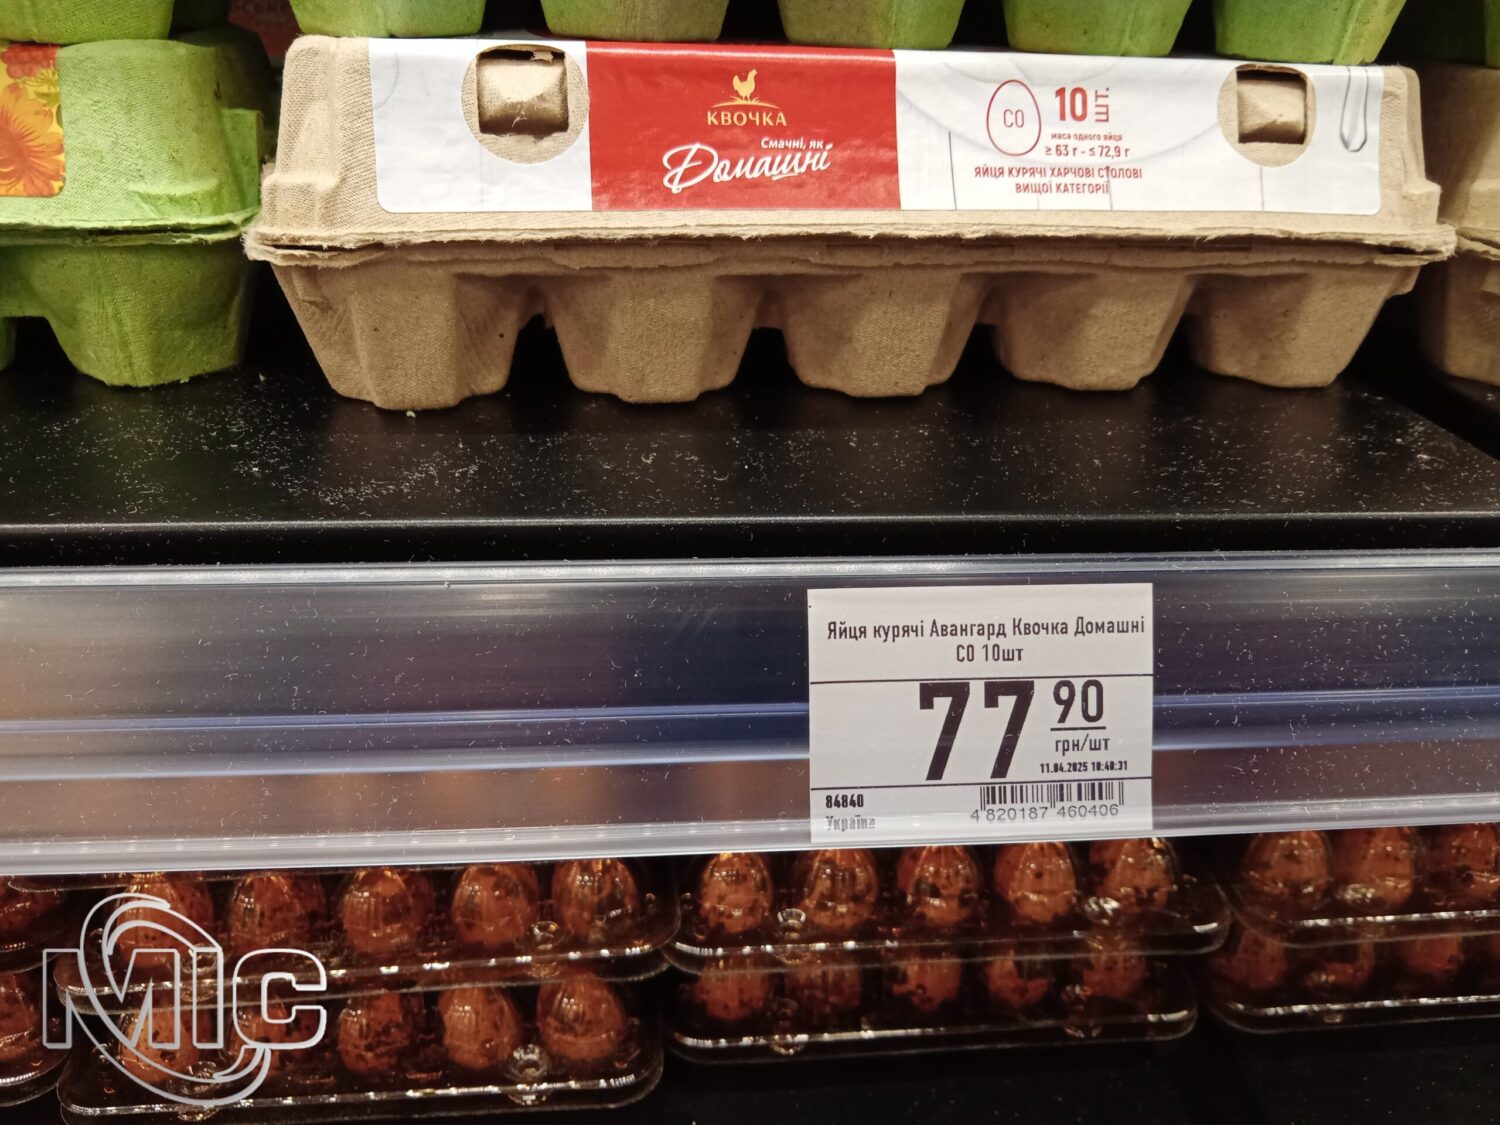 КВОЧКА
Смачні, як
Домашні
СО
10 ШТ.
маса одного яйця
≥ 63 г - ≤ 72,9 г
ЯЙЦЯ КУРЯЧІ ХАРЧОВІ СТОЛОВІ
ВИЩОЇ КАТЕГОРІЇ
Яйця курячі Авангард Квочка Домашні
СО 10шт
77 90
грн/шт
11.04.2025 18:40:31
84840
Україна
4 820187 460406
МІС